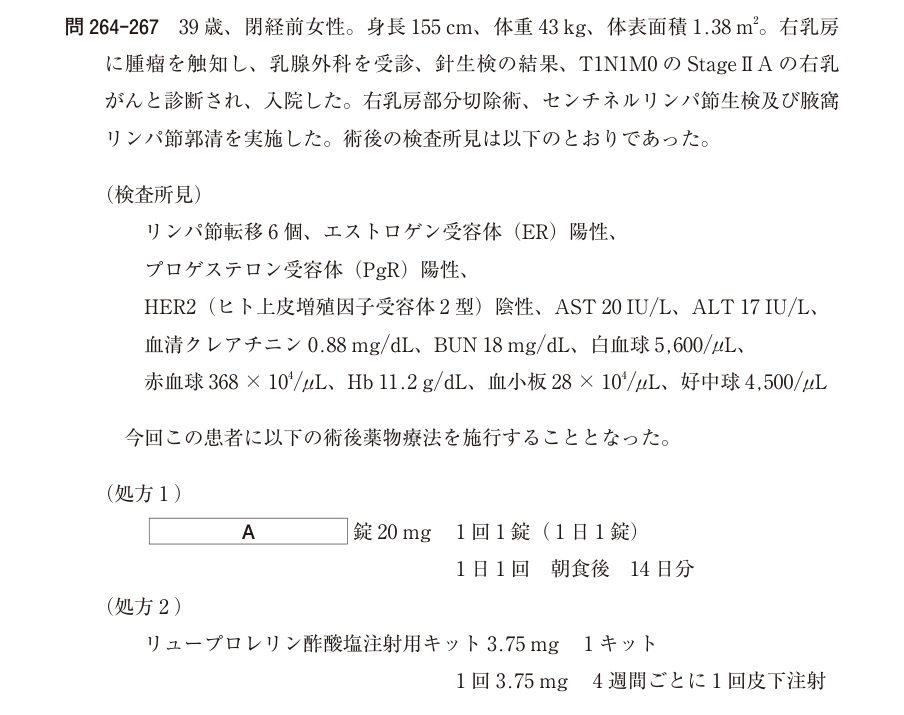 問 264-267 39 歳、閉経前女性。身長 155 cm、体重 43 kg、体表面積 1.38 m²。右乳房
に腫瘤を触知し、乳腺外科を受診、針生検の結果、T1N1M0 の Stage Ⅱ A の右乳
がんと診断され、入院した。右乳房部分切除術、センチネルリンパ節生検及び腋窩
リンパ節郭清を実施した。術後の検査所見は以下のとおりであった。
（検査所見）
リンパ節転移 6 個、エストロゲン受容体（ER）陽性、
プロゲステロン受容体（PgR）陽性、
HER2（ヒト上皮増殖因子受容体 2 型）陰性、AST 20 IU/L、ALT 17 IU/L、
血清クレアチニン 0.88 mg/dL、BUN 18 mg/dL、白血球 5,600/μL、
赤血球 368 × 10⁴/μL、Hb 11.2 g/dL、血小板 28 × 10⁴/μL、好中球 4,500/μL
今回この患者に以下の術後薬物療法を施行することとなった。
（処方 1 ）
A 錠 20 mg 1 回 1 錠（ 1 日 1 錠）
1 日 1 回 朝食後 14 日分
（処方 2 ）
リュープロレリン酢酸塩注射用キット 3.75 mg 1 キット
1 回 3.75 mg 4 週間ごとに 1 回皮下注射